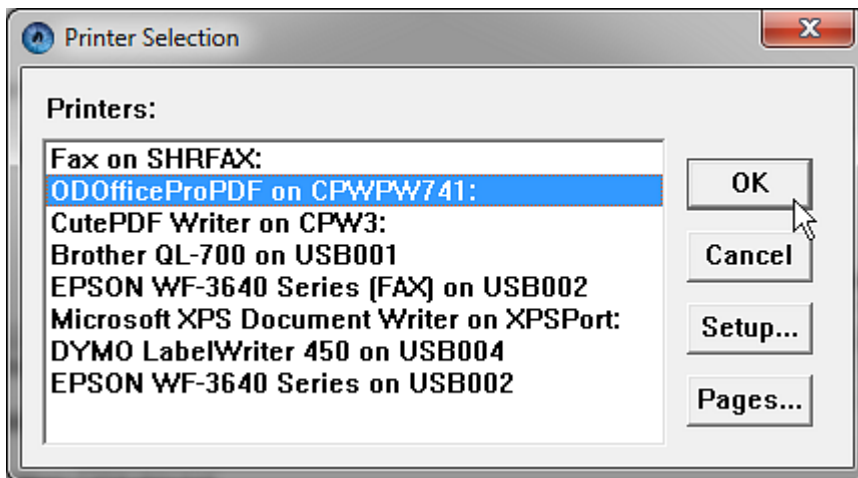 Printer Selection
Printers:
Fax on SHRFAX:
ODOfficeProPDF on CPWPW741:
CutePDF Writer on CPW3:
Brother QL-700 on USB001
EPSON WF-3640 Series (FAX) on USB002
Microsoft XPS Document Writer on XPSPort:
DYMO LabelWriter 450 on USB004
EPSON WF-3640 Series on USB002
OK
Cancel
Setup...
Pages...